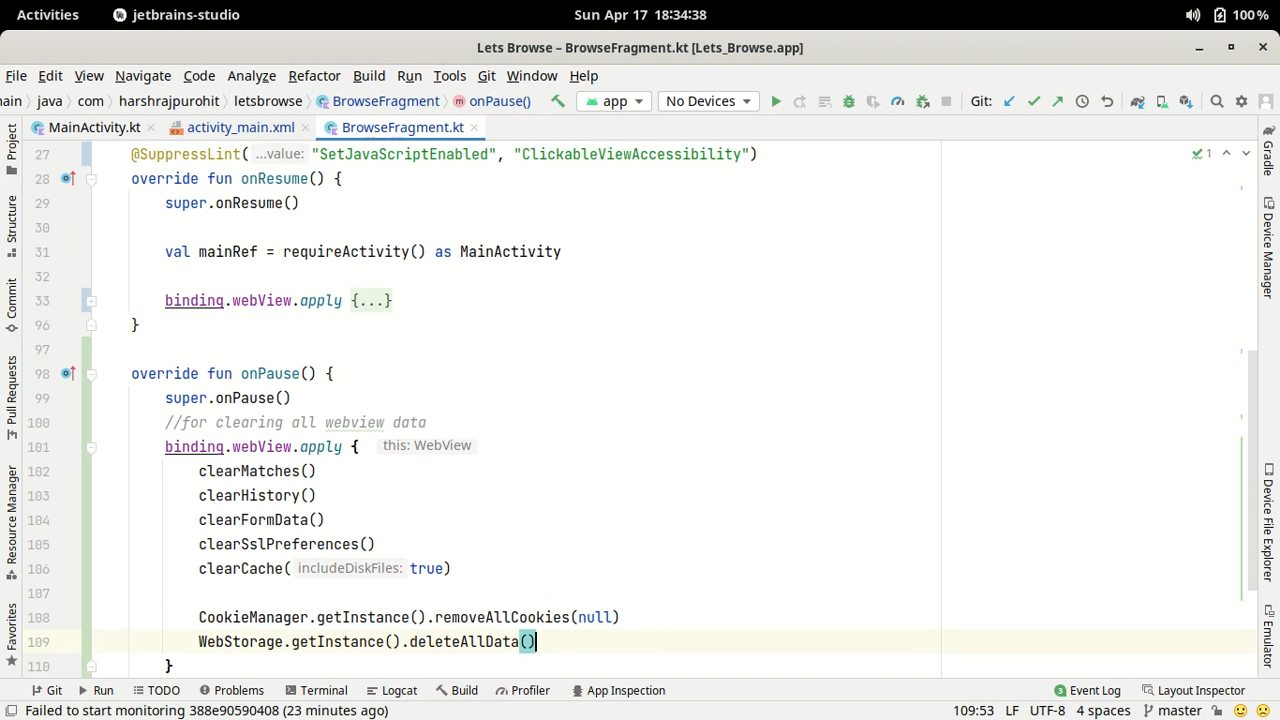 Activities jetbrains-studio Sun Apr 17 18:34:38 100%
Lets Browse – BrowseFragment.kt [Lets_Browse.app]
File Edit View Navigate Code Analyze Refactor Build Run Tools Git Window Help
ain java com harshrajpurohit letsbrowse BrowseFragment onPause() app No Devices Git:
MainActivity.kt activity_main.xml BrowseFragment.kt
27 @SuppressLint( ...value: "SetJavaScriptEnabled", "ClickableViewAccessibility") 1
28 override fun onResume() {
29 super.onResume()
30
31 val mainRef = requireActivity() as MainActivity
32
33 binding.webView.apply {...}
96 }
97
98 override fun onPause() {
99 super.onPause()
100 //for clearing all webview data
101 binding.webView.apply { this: WebView
102 clearMatches()
103 clearHistory()
104 clearFormData()
105 clearSslPreferences()
106 clearCache( includeDiskFiles: true)
107
108 CookieManager.getInstance().removeAllCookies(null)
109 WebStorage.getInstance().deleteAllData()
110 }
Project
Structure
Commit
Pull Requests
Resource Manager
Favorites
Gradle
Device Manager
Device File Explorer
Emulator
Git Run TODO Problems Terminal Logcat Build Profiler App Inspection 3 Event Log Layout Inspector
Failed to start monitoring 388e90590408 (23 minutes ago) 109:53 LF UTF-8 4 spaces master